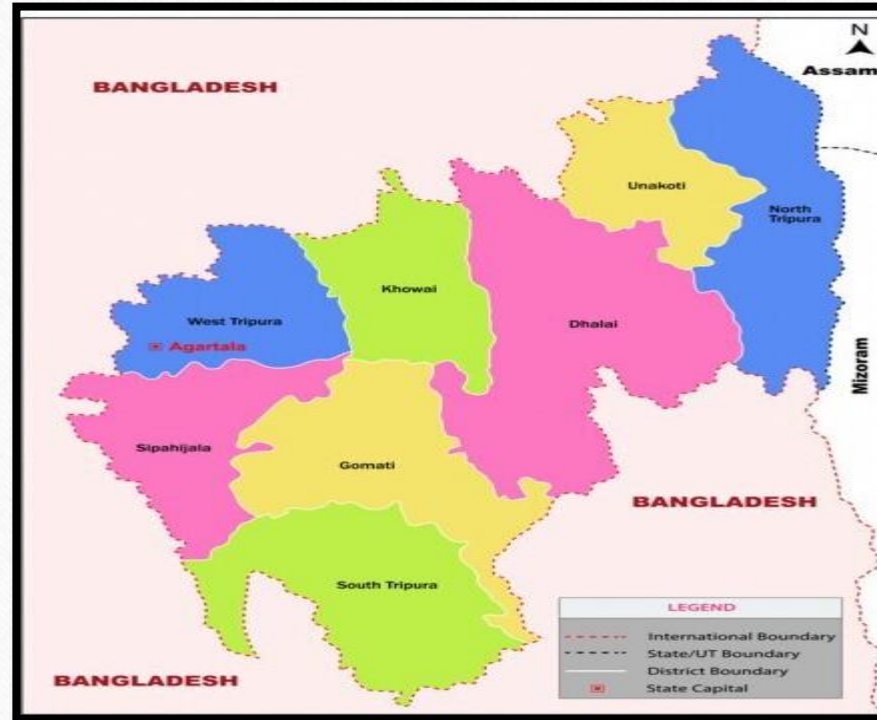 N
Assam
BANGLADESH
Unakoti
North
Tripura
Khowai
West Tripura
Dhalai
Agartala
Mizoram
Sipahijala
Gomati
BANGLADESH
South Tripura
LEGEND
International Boundary
State/UT Boundary
District Boundary
State Capital
BANGLADESH